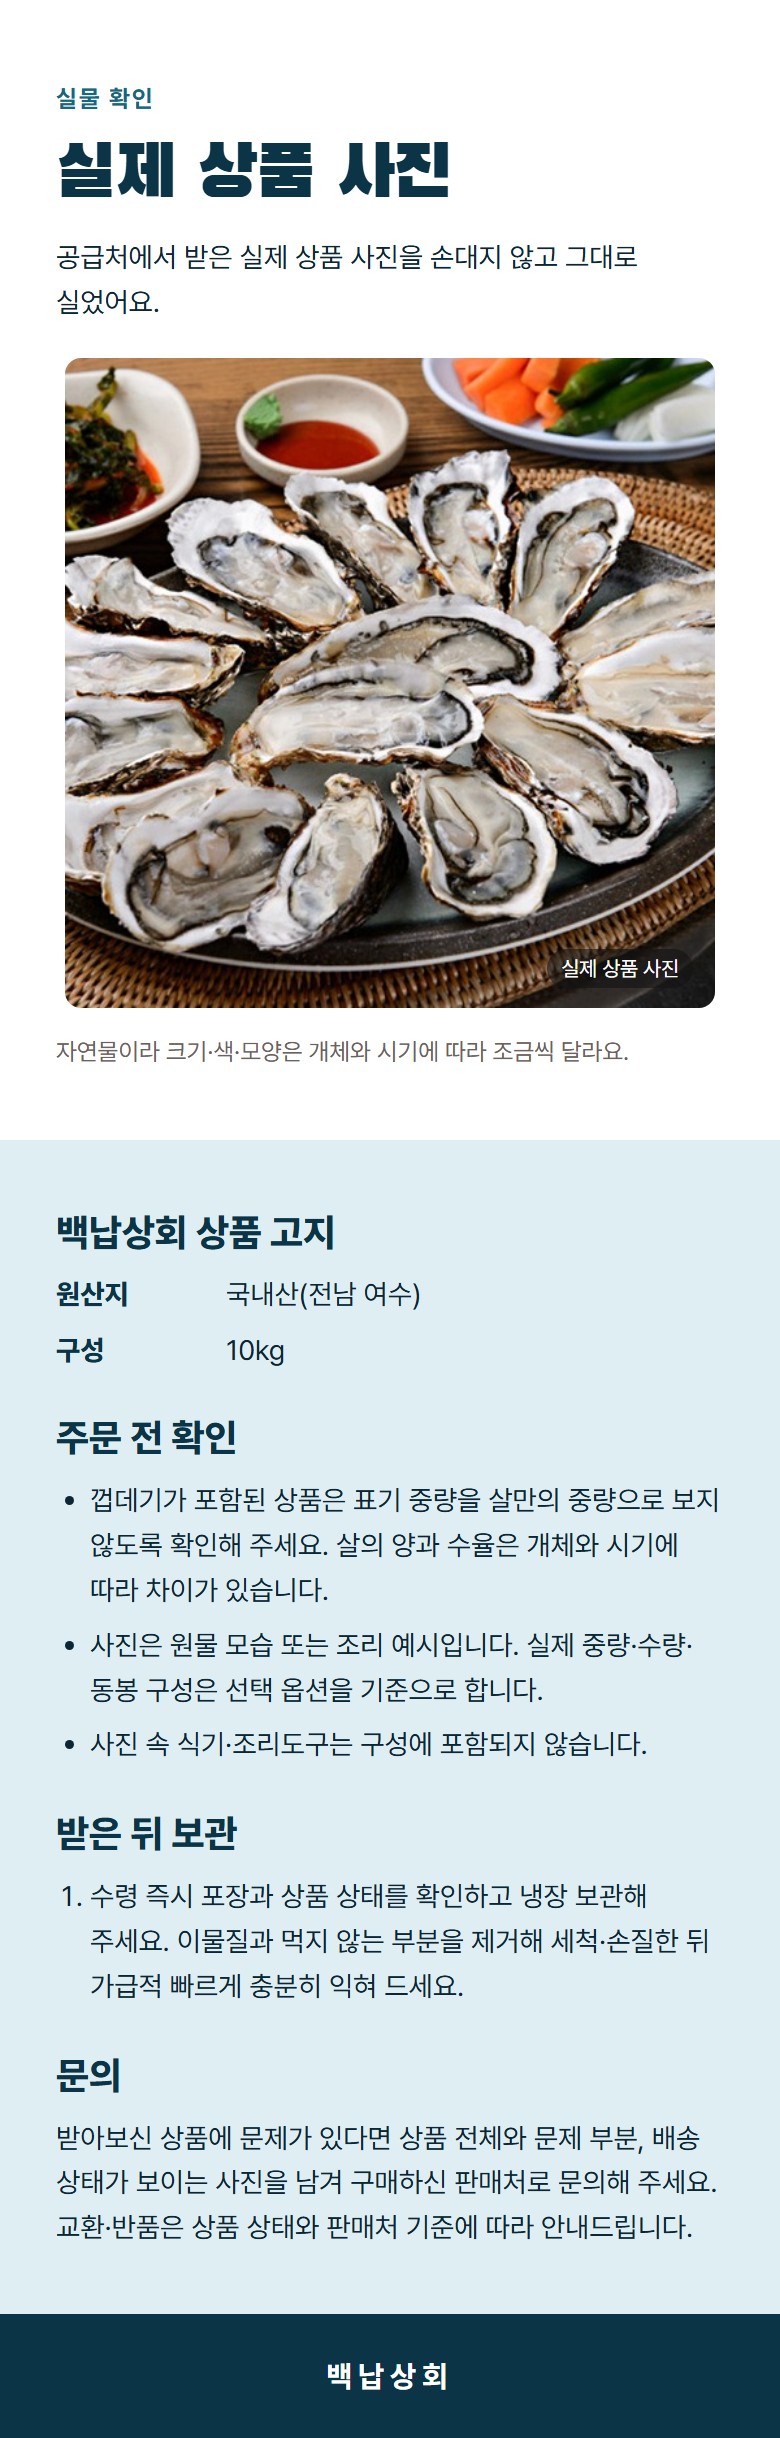 실물 확인
실제 상품 사진
공급처에서 받은 실제 상품 사진을 손대지 않고 그대로
실었어요.
실제 상품 사진
자연물이라 크기·색·모양은 개체와 시기에 따라 조금씩 달라요.
백납상회 상품 고지
원산지 국내산(전남 여수)
구성 10kg
주문 전 확인
• 껍데기가 포함된 상품은 표기 중량을 살만의 중량으로 보지
않도록 확인해 주세요. 살의 양과 수율은 개체와 시기에
따라 차이가 있습니다.
• 사진은 원물 모습 또는 조리 예시입니다. 실제 중량·수량·
동봉 구성은 선택 옵션을 기준으로 합니다.
• 사진 속 식기·조리도구는 구성에 포함되지 않습니다.
받은 뒤 보관
1. 수령 즉시 포장과 상품 상태를 확인하고 냉장 보관해
주세요. 이물질과 먹지 않는 부분을 제거해 세척·손질한 뒤
가급적 빠르게 충분히 익혀 드세요.
문의
받아보신 상품에 문제가 있다면 상품 전체와 문제 부분, 배송
상태가 보이는 사진을 남겨 구매하신 판매처로 문의해 주세요.
교환·반품은 상품 상태와 판매처 기준에 따라 안내드립니다.
백납상회